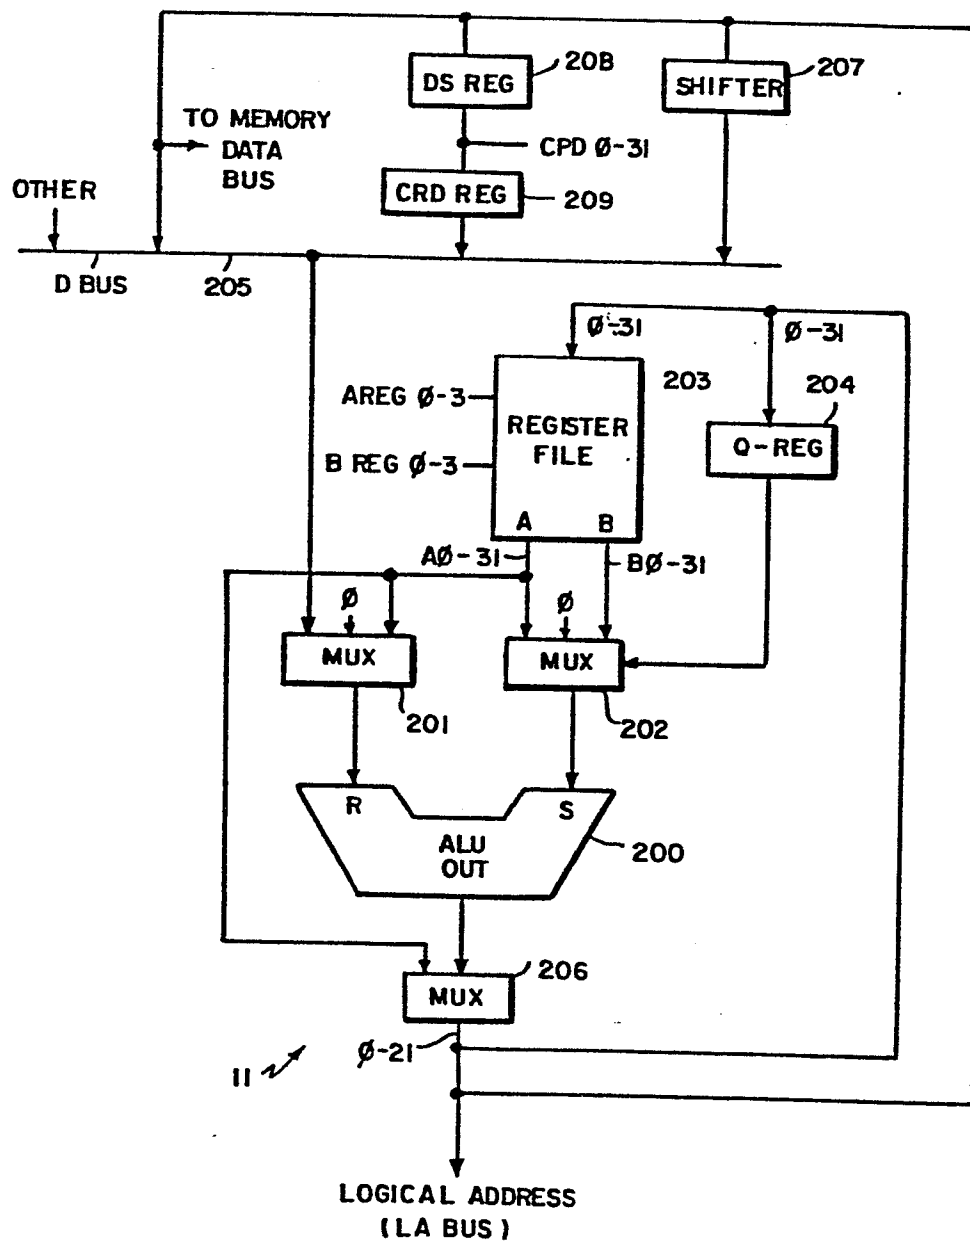 20B
DS REG
207
SHIFTER
TO MEMORY
DATA
BUS
CPD Ø-31
OTHER
CRD REG
209
D BUS
205
Ø-31
Ø-31
203
204
AREG Ø-3
REGISTER
FILE
Q-REG
B REG Ø-3
A
B
AØ-31
BØ-31
Ø
Ø
MUX
MUX
201
202
R
S
ALU
OUT
200
206
MUX
Ø-21
11
LOGICAL ADDRESS
(LA BUS)